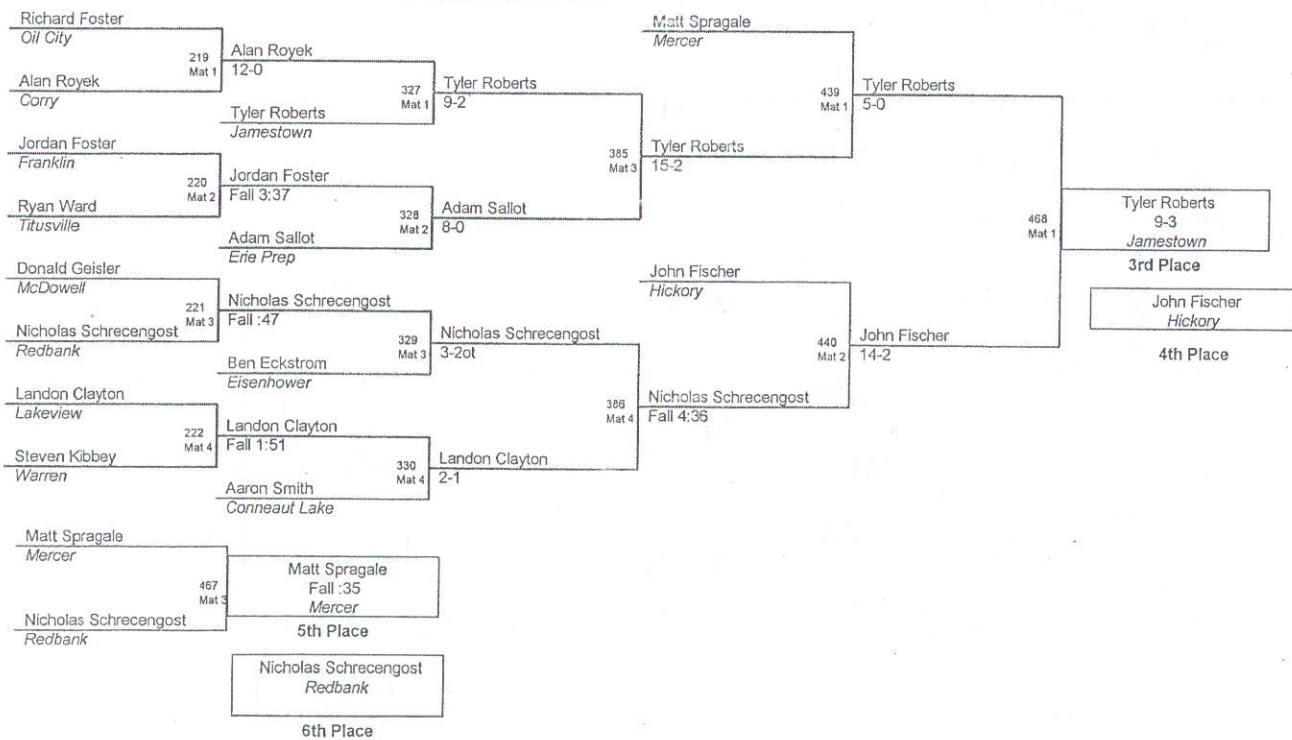 Richard Foster
Oil City
219
Mat 1
Alan Royek
Corry
Alan Royek
12-0
327
Mat 1
Tyler Roberts
Jamestown
Tyler Roberts
9-2
Jordan Foster
Franklin
220
Mat 2
Ryan Ward
Titusville
Jordan Foster
Fall 3:37
328
Mat 2
Adam Sallot
Erie Prep
Adam Sallot
8-0
385
Mat 3
Matt Spragale
Mercer
439
Mat 1
Tyler Roberts
15-2
Tyler Roberts
5-0
Donald Geisler
McDowell
221
Mat 3
Nicholas Schrecengost
Redbank
Nicholas Schrecengost
Fall :47
329
Mat 3
Ben Eckstrom
Eisenhower
Nicholas Schrecengost
3-2ot
Landon Clayton
Lakeview
222
Mat 4
Steven Kibbey
Warren
Landon Clayton
Fall 1:51
330
Mat 4
Aaron Smith
Conneaut Lake
Landon Clayton
2-1
386
Mat 4
John Fischer
Hickory
440
Mat 2
Nicholas Schrecengost
Fall 4:36
John Fischer
14-2
468
Mat 1
Tyler Roberts
9-3
Jamestown
3rd Place
John Fischer
Hickory
4th Place
Matt Spragale
Mercer
467
Mat 3
Nicholas Schrecengost
Redbank
Matt Spragale
Fall :35
Mercer
5th Place
Nicholas Schrecengost
Redbank
6th Place